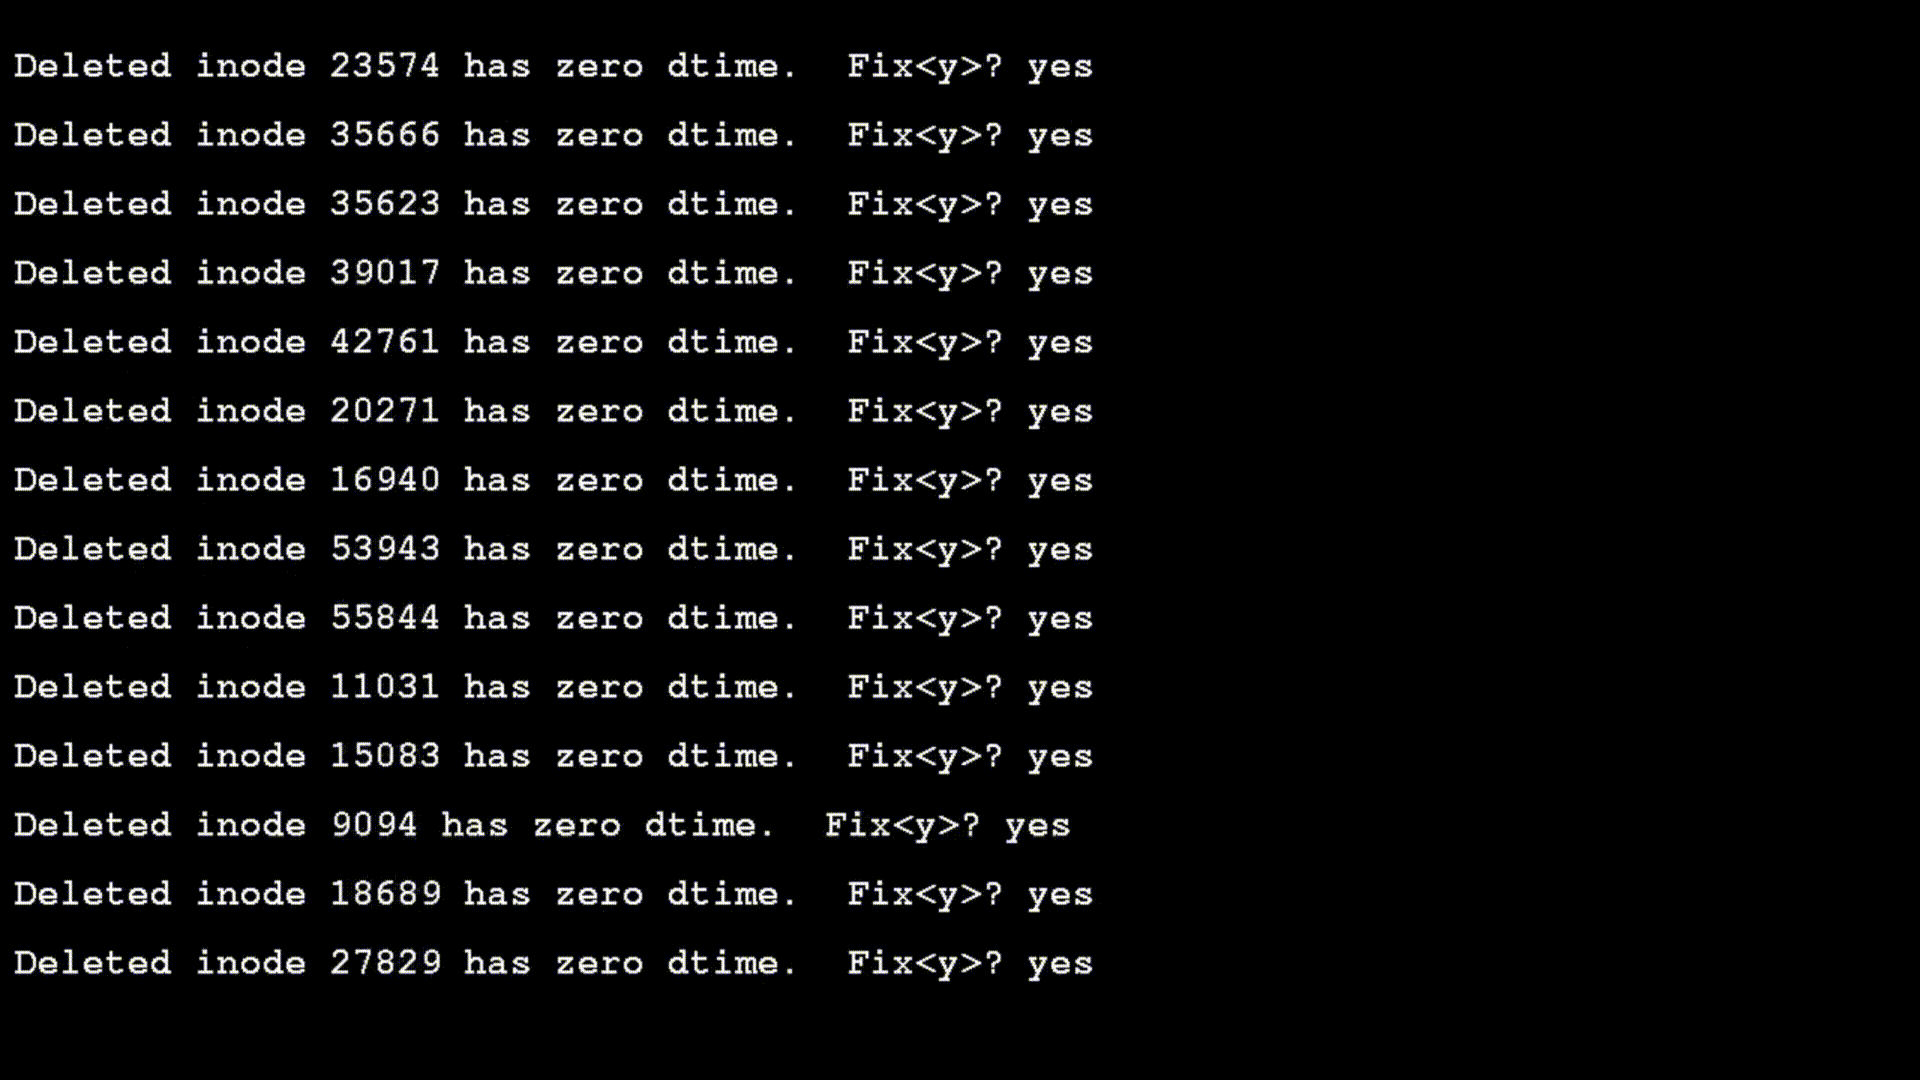 Deleted inode 23574 has zero dtime.  Fix<y>? yes
Deleted inode 35666 has zero dtime.  Fix<y>? yes
Deleted inode 35623 has zero dtime.  Fix<y>? yes
Deleted inode 39017 has zero dtime.  Fix<y>? yes
Deleted inode 42761 has zero dtime.  Fix<y>? yes
Deleted inode 20271 has zero dtime.  Fix<y>? yes
Deleted inode 16940 has zero dtime.  Fix<y>? yes
Deleted inode 53943 has zero dtime.  Fix<y>? yes
Deleted inode 55844 has zero dtime.  Fix<y>? yes
Deleted inode 11031 has zero dtime.  Fix<y>? yes
Deleted inode 15083 has zero dtime.  Fix<y>? yes
Deleted inode 9094 has zero dtime.  Fix<y>? yes
Deleted inode 18689 has zero dtime.  Fix<y>? yes
Deleted inode 27829 has zero dtime.  Fix<y>? yes